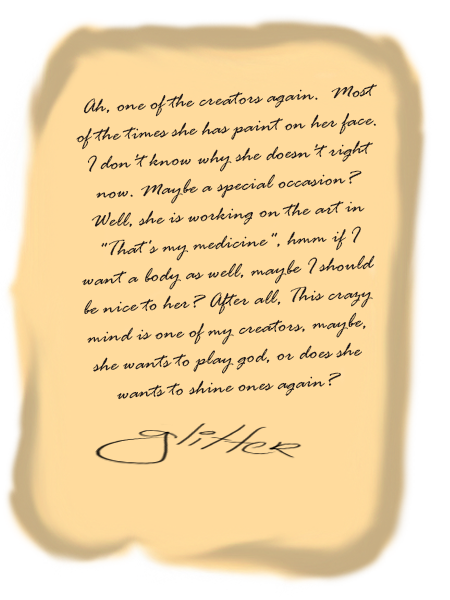 Ah, one of the creators again. Most
of the times she has paint on her face.
I don't know why she doesn't right
now. Maybe a special occasion?
Well, she is working on the art in
"That's my medicine", hmm if I
want a body as well, maybe I should
be nice to her? After all, This crazy
mind is one of my creators, maybe,
she wants to play god, or does she
wants to shine ones again?
glitter